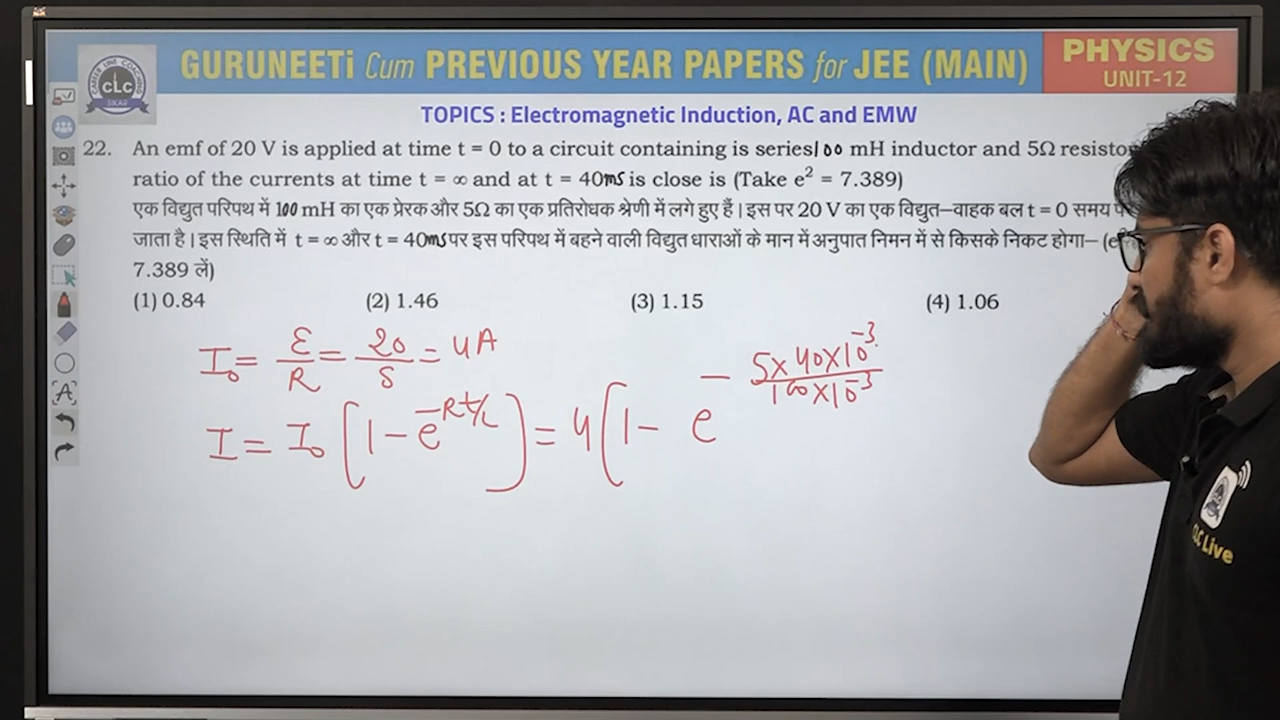 GURUNEETi Cum PREVIOUS YEAR PAPERS for JEE (MAIN)
PHYSICS
UNIT-12
CAREER LINE COACHING
CLC
SIKAR
TOPICS : Electromagnetic Induction, AC and EMW
22. An emf of 20 V is applied at time t = 0 to a circuit containing is series 100 mH inductor and 5Ω resisto
ratio of the currents at time t = ∞ and at t = 40ms is close is (Take e² = 7.389)
एक विद्युत परिपथ में 100 mH का एक प्रेरक और 5Ω का एक प्रतिरोधक श्रेणी में लगे हुए हैं। इस पर 20 V का एक विद्युत–वाहक बल t = 0 समय प
जाता है। इस स्थिति में t = ∞ और t = 40ms पर इस परिपथ में बहने वाली विद्युत धाराओं के मान में अनुपात निमन में से किसके निकट होगा– (e
7.389 लें)
(1) 0.84 (2) 1.46 (3) 1.15 (4) 1.06
I₀ = ε/R = 20/5 = 4A
I = I₀ [1 - e^(-Rt/L)] = 4[1 - e^(- 5×40×10⁻³/100×10⁻³)
CLC Live